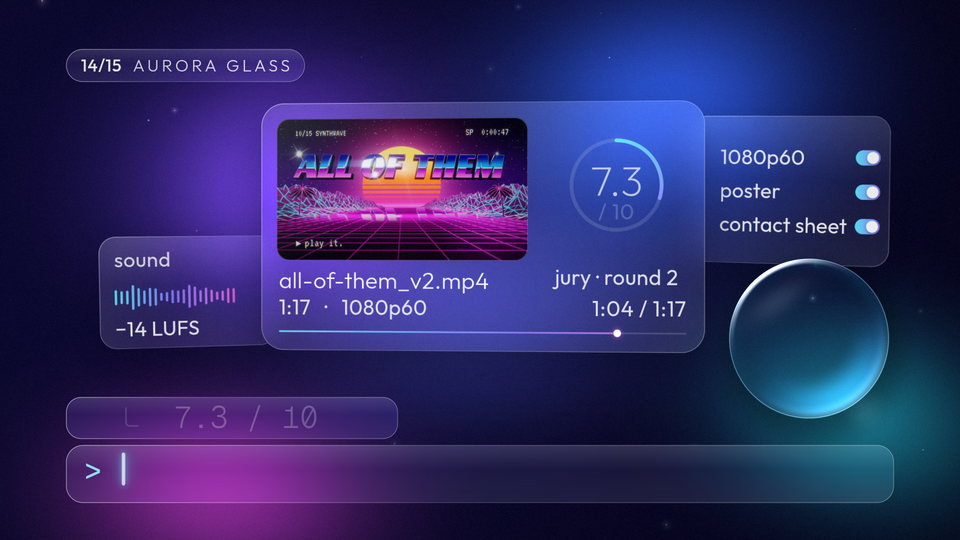 14/15 AURORA GLASS
10/15 SYNTHWAVE
SP 0:00:47
ALL OF THEM
▶ play it.
7.3
/ 10
1080p60
poster
contact sheet
sound
−14 LUFS
all-of-them_v2.mp4
1:17 · 1080p60
jury · round 2
1:04 / 1:17
7.3 / 10
>